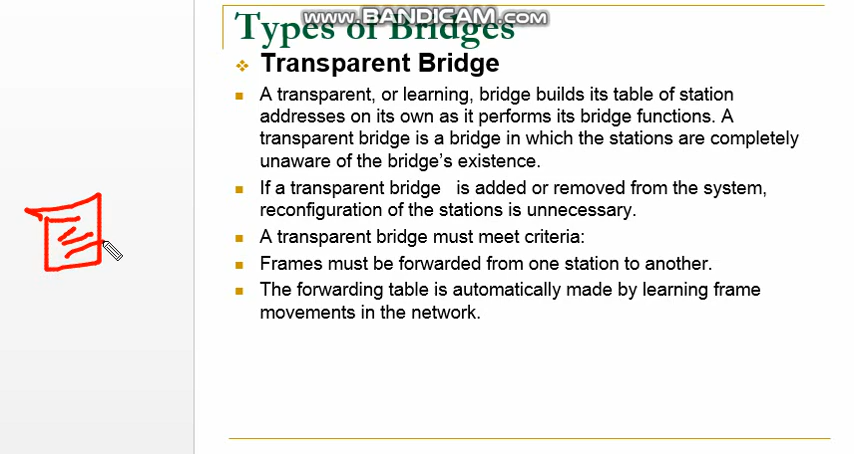 WWW.BANDICAM.COM
Types of Bridges
Transparent Bridge
A transparent, or learning, bridge builds its table of station
addresses on its own as it performs its bridge functions. A
transparent bridge is a bridge in which the stations are completely
unaware of the bridge's existence.
If a transparent bridge is added or removed from the system,
reconfiguration of the stations is unnecessary.
A transparent bridge must meet criteria:
Frames must be forwarded from one station to another.
The forwarding table is automatically made by learning frame
movements in the network.